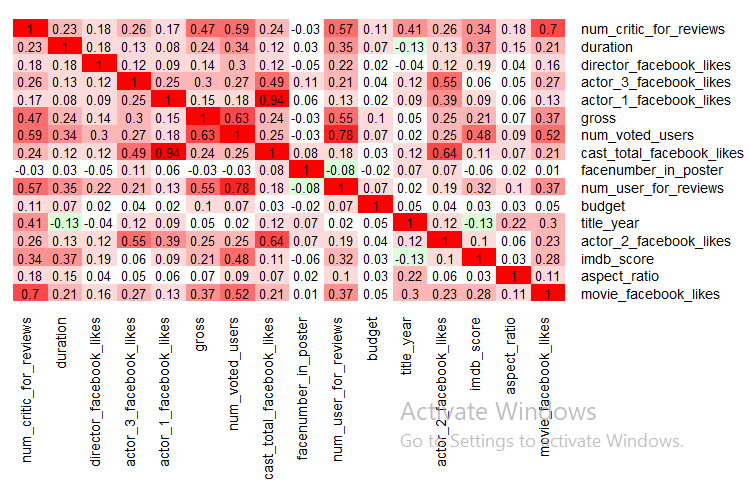 1 0.23 0.18 0.26 0.17 0.47 0.59 0.24 -0.03 0.57 0.11 0.41 0.26 0.34 0.18 0.7 num_critic_for_reviews
0.23 1 0.18 0.13 0.08 0.24 0.34 0.12 0.03 0.35 0.07 -0.13 0.13 0.37 0.15 0.21 duration
0.18 0.18 1 0.12 0.09 0.14 0.3 0.12 -0.05 0.22 0.02 -0.04 0.12 0.19 0.04 0.16 director_facebook_likes
0.26 0.13 0.12 1 0.25 0.3 0.27 0.49 0.11 0.21 0.04 0.12 0.55 0.06 0.05 0.27 actor_3_facebook_likes
0.17 0.08 0.09 0.25 1 0.15 0.18 0.94 0.06 0.13 0.02 0.09 0.39 0.09 0.06 0.13 actor_1_facebook_likes
0.47 0.24 0.14 0.3 0.15 1 0.63 0.24 -0.03 0.55 0.1 0.05 0.25 0.21 0.07 0.37 gross
0.59 0.34 0.3 0.27 0.18 0.63 1 0.25 -0.03 0.78 0.07 0.02 0.25 0.48 0.09 0.52 num_voted_users
0.24 0.12 0.12 0.49 0.94 0.24 0.25 1 0.08 0.18 0.03 0.12 0.64 0.11 0.07 0.21 cast_total_facebook_likes
-0.03 0.03 -0.05 0.11 0.06 -0.03 -0.03 0.08 1 -0.08 -0.02 0.07 0.07 -0.06 0.02 0.01 facenumber_in_poster
0.57 0.35 0.22 0.21 0.13 0.55 0.78 0.18 -0.08 1 0.07 0.02 0.19 0.32 0.1 0.37 num_user_for_reviews
0.11 0.07 0.02 0.04 0.02 0.1 0.07 0.03 -0.02 0.07 1 0.05 0.04 0.03 0.03 0.05 budget
0.41 -0.13 -0.04 0.12 0.09 0.05 0.02 0.12 0.07 0.02 0.05 1 0.12 -0.13 0.22 0.3 title_year
0.26 0.13 0.12 0.55 0.39 0.25 0.25 0.64 0.07 0.19 0.04 0.12 1 0.1 0.06 0.23 actor_2_facebook_likes
0.34 0.37 0.19 0.06 0.09 0.21 0.48 0.11 -0.06 0.32 0.03 -0.13 0.1 1 0.03 0.28 imdb_score
0.18 0.15 0.04 0.05 0.06 0.07 0.09 0.07 0.02 0.1 0.03 0.22 0.06 0.03 1 0.11 aspect_ratio
0.7 0.21 0.16 0.27 0.13 0.37 0.52 0.21 0.01 0.37 0.05 0.3 0.23 0.28 0.11 1 movie_facebook_likes
num_critic_for_reviews
duration
director_facebook_likes
actor_3_facebook_likes
actor_1_facebook_likes
gross
num_voted_users
cast_total_facebook_likes
facenumber_in_poster
num_user_for_reviews
budget
title_year
actor_2_facebook_likes
imdb_score
aspect_ratio
movie_facebook_likes
Activate Windows
Go to Settings to activate Windows.